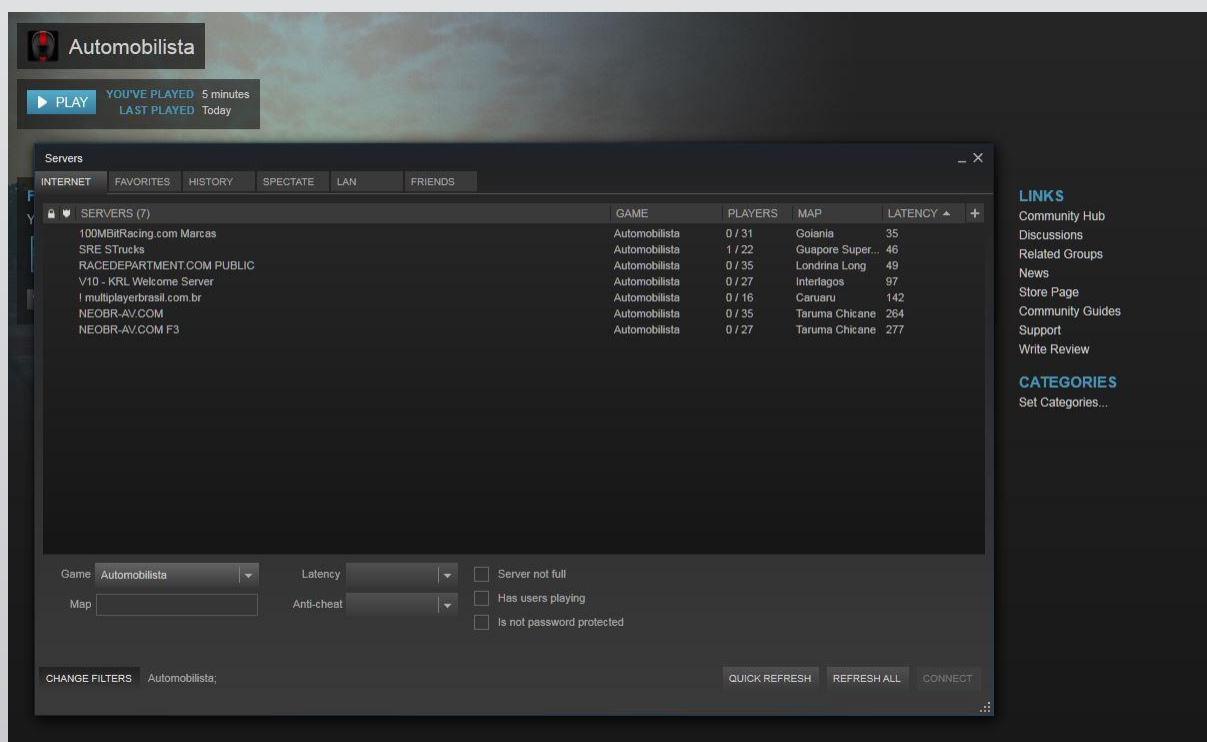 Automobilista
PLAY
YOU'VE PLAYED 5 minutes
LAST PLAYED Today
Servers
INTERNET FAVORITES HISTORY SPECTATE LAN FRIENDS
SERVERS (7) GAME PLAYERS MAP LATENCY
100MBitRacing.com Marcas Automobilista 0 / 31 Goiania 35
SRE STrucks Automobilista 1 / 22 Guapore Super... 46
RACEDEPARTMENT.COM PUBLIC Automobilista 0 / 35 Londrina Long 49
V10 - KRL Welcome Server Automobilista 0 / 27 Interlagos 97
! multiplayerbrasil.com.br Automobilista 0 / 16 Caruaru 142
NEOBR-AV.COM Automobilista 0 / 35 Taruma Chicane 264
NEOBR-AV.COM F3 Automobilista 0 / 27 Taruma Chicane 277
Game Automobilista Latency Server not full
Map Anti-cheat Has users playing
Is not password protected
CHANGE FILTERS Automobilista; QUICK REFRESH REFRESH ALL CONNECT
LINKS
Community Hub
Discussions
Related Groups
News
Store Page
Community Guides
Support
Write Review
CATEGORIES
Set Categories...